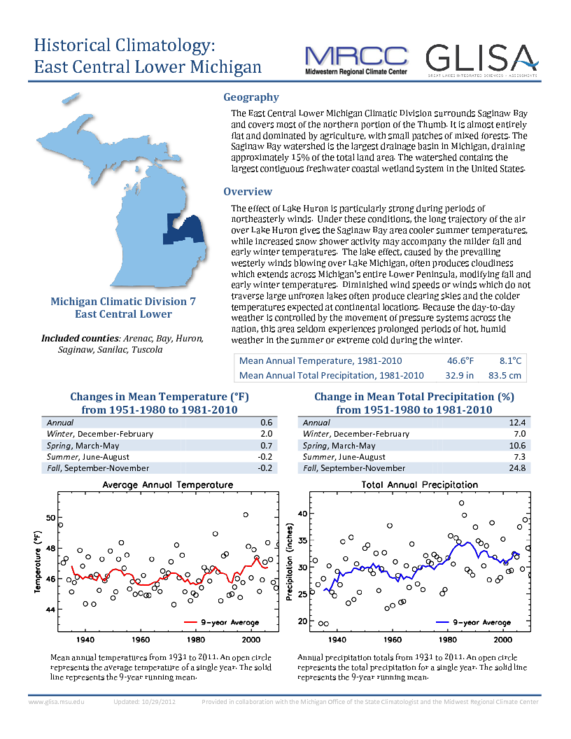 Historical Climatology:
East Central Lower Michigan
MRCC
Midwestern Regional Climate Center
GLISA
GREAT LAKES INTEGRATED SCIENCES + ASSESSMENTS
Geography
The East Central Lower Michigan Climatic Division surrounds Saginaw Bay
and covers most of the northern portion of the Thumb. It is almost entirely
flat and dominated by agriculture, with small patches of mixed forests. The
Saginaw Bay watershed is the largest drainage basin in Michigan, draining
approximately 15% of the total land area. The watershed contains the
largest contiguous freshwater coastal wetland system in the United States.
Overview
The effect of Lake Huron is particularly strong during periods of
northeasterly winds. Under these conditions, the long trajectory of the air
over Lake Huron gives the Saginaw Bay area cooler summer temperatures,
while increased snow shower activity may accompany the milder fall and
early winter temperatures. The lake effect, caused by the prevailing
westerly winds blowing over Lake Michigan, often produces cloudiness
which extends across Michigan's entire Lower Peninsula, modifying fall and
early winter temperatures. Diminished wind speeds or winds which do not
traverse large unfrozen lakes often produce clearing skies and the colder
temperatures expected at continental locations. Because the day-to-day
weather is controlled by the movement of pressure systems across the
nation, this area seldom experiences prolonged periods of hot, humid
weather in the summer or extreme cold during the winter.
Michigan Climatic Division 7
East Central Lower
Included counties: Arenac, Bay, Huron,
Saginaw, Sanilac, Tuscola
Mean Annual Temperature, 1981-2010 46.6°F 8.1°C
Mean Annual Total Precipitation, 1981-2010 32.9 in 83.5 cm
Changes in Mean Temperature (°F)
from 1951-1980 to 1981-2010
Annual 0.6
Winter, December-February 2.0
Spring, March-May 0.7
Summer, June-August -0.2
Fall, September-November -0.2
Change in Mean Total Precipitation (%)
from 1951-1980 to 1981-2010
Annual 12.4
Winter, December-February 7.0
Spring, March-May 10.6
Summer, June-August 7.3
Fall, September-November 24.8
Average Annual Temperature
Temperature (°F)
50
48
46
44
9-year Average
1940 1960 1980 2000
Total Annual Precipitation
Precipitation (inches)
40
35
30
25
20
9-year Average
1940 1960 1980 2000
Mean annual temperatures from 1931 to 2011. An open circle
represents the average temperature of a single year. The solid
line represents the 9-year running mean.
Annual precipitation totals from 1931 to 2011. An open circle
represents the total precipitation for a single year. The solid line
represents the 9-year running mean.
www.glisa.msu.edu Updated: 10/29/2012 Provided in collaboration with the Michigan Office of the State Climatologist and the Midwest Regional Climate Center